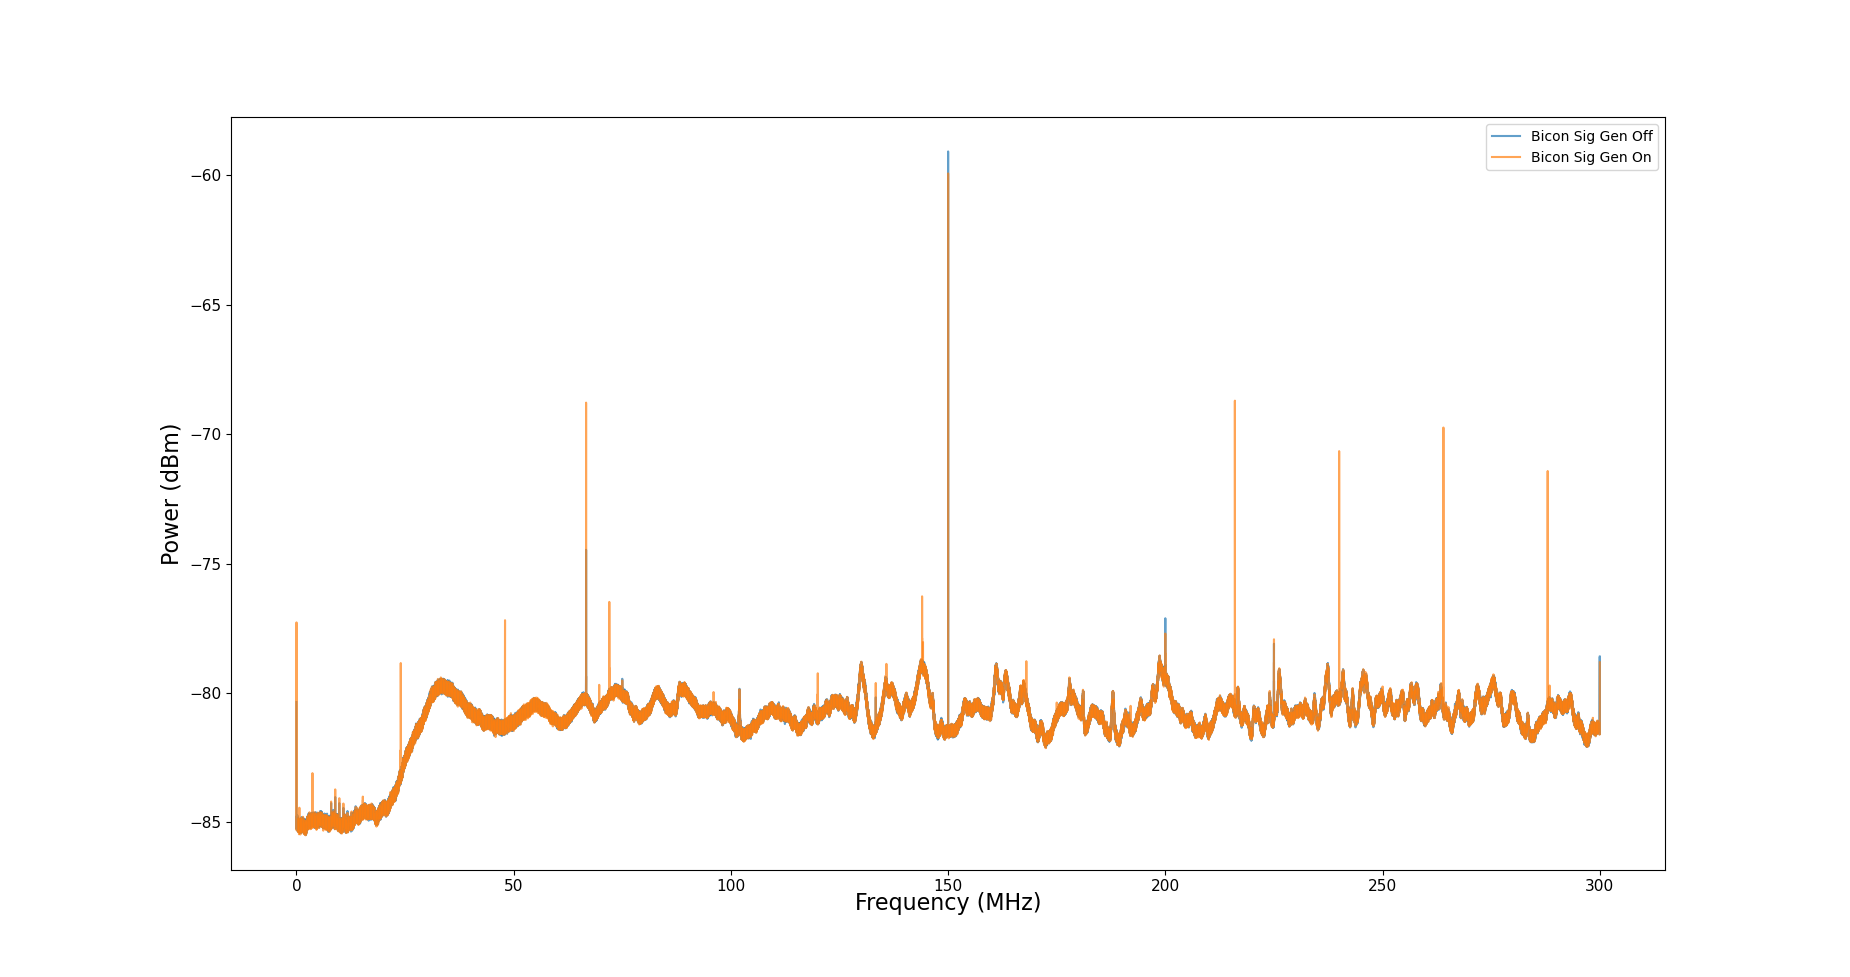 Bicon Sig Gen Off
Bicon Sig Gen On
−60
−65
−70
−75
−80
−85
Power (dBm)
0 50 100 150 200 250 300
Frequency (MHz)